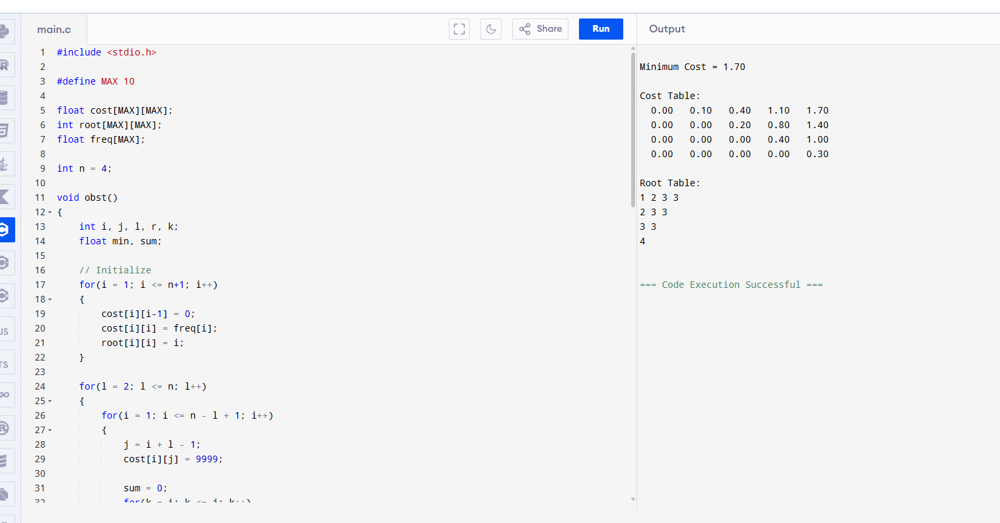 main.c
Share
Run
Output
1 #include <stdio.h>
2
3 #define MAX 10
4
5 float cost[MAX][MAX];
6 int root[MAX][MAX];
7 float freq[MAX];
8
9 int n = 4;
10
11 void obst()
12 {
13 int i, j, l, r, k;
14 float min, sum;
15
16 // Initialize
17 for(i = 1; i <= n+1; i++)
18 {
19 cost[i][i-1] = 0;
20 cost[i][i] = freq[i];
21 root[i][i] = i;
22 }
23
24 for(l = 2; l <= n; l++)
25 {
26 for(i = 1; i <= n - l + 1; i++)
27 {
28 j = i + l - 1;
29 cost[i][j] = 9999;
30
31 sum = 0;
32 for(k = i; k <= j; k++)
Minimum Cost = 1.70
Cost Table:
0.00 0.10 0.40 1.10 1.70
0.00 0.00 0.20 0.80 1.40
0.00 0.00 0.00 0.40 1.00
0.00 0.00 0.00 0.00 0.30
Root Table:
1 2 3 3
2 3 3
3 3
4
=== Code Execution Successful ===
JS
TS
GO